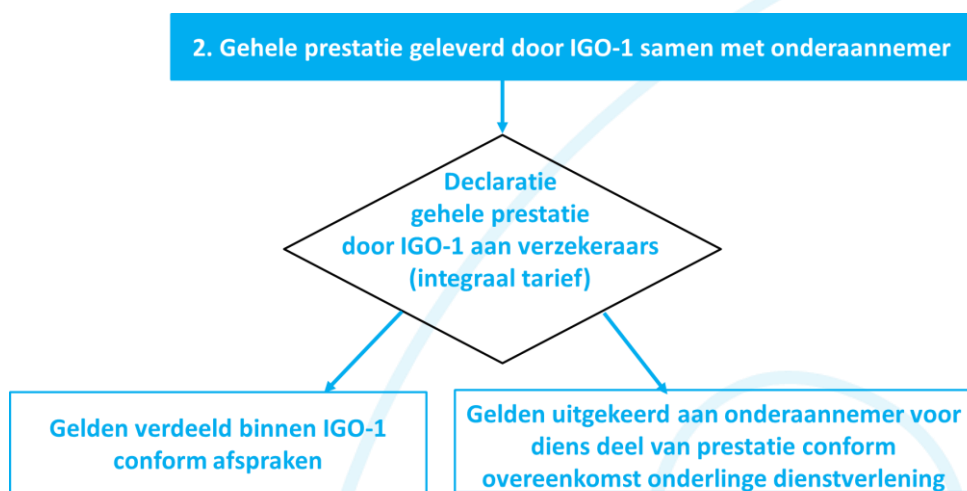 2. Gehele prestatie geleverd door IGO-1 samen met onderaannemer
Declaratie
gehele prestatie
door IGO-1 aan verzekeraars
(integraal tarief)
Gelden verdeeld binnen IGO-1
conform afspraken
Gelden uitgekeerd aan onderaannemer voor
diens deel van prestatie conform
overeenkomst onderlinge dienstverlening